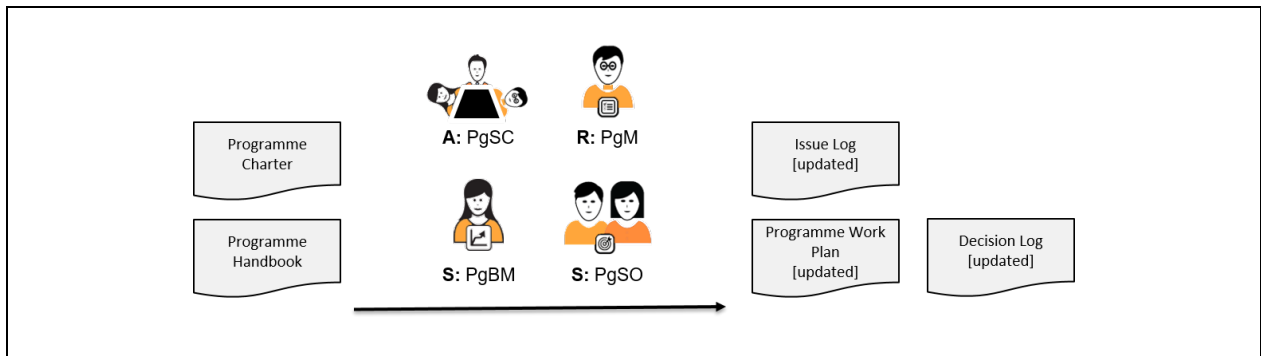 Programme
Charter
A: PgSC
R: PgM
Issue Log
[updated]
Programme
Handbook
S: PgBM
S: PgSO
Programme Work
Plan
[updated]
Decision Log
[updated]